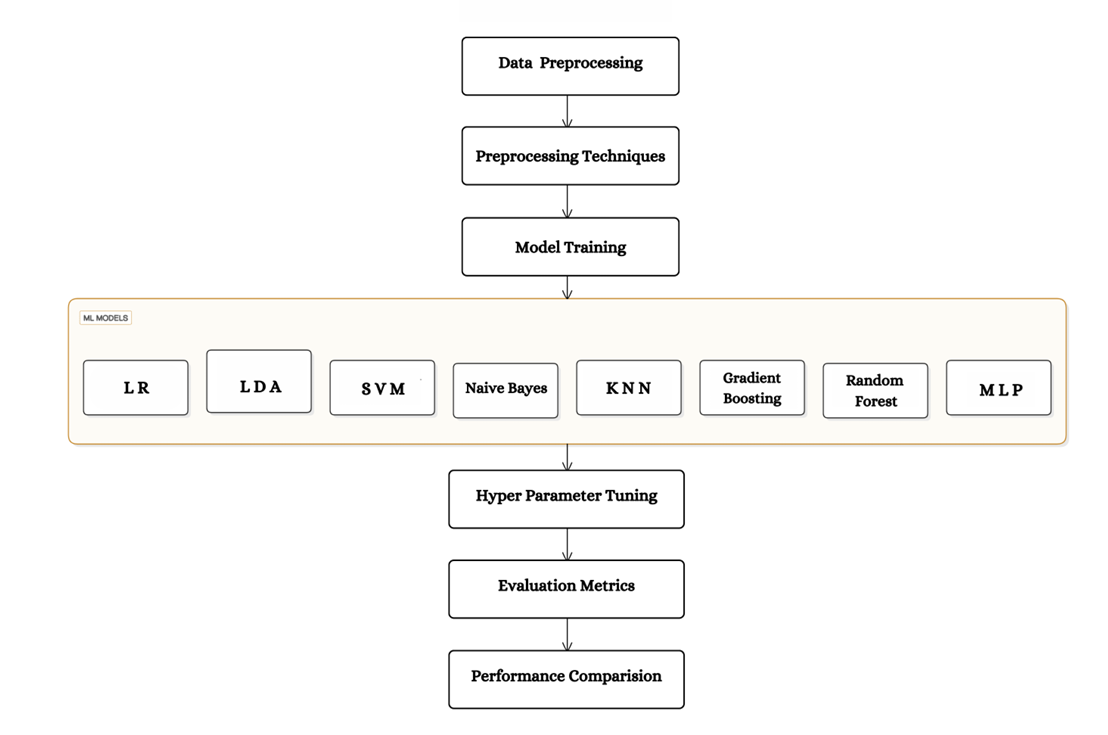 Data Preprocessing
Preprocessing Techniques
Model Training
ML MODELS
L R
L D A
S V M
Naive Bayes
K N N
Gradient
Boosting
Random
Forest
M L P
Hyper Parameter Tuning
Evaluation Metrics
Performance Comparision